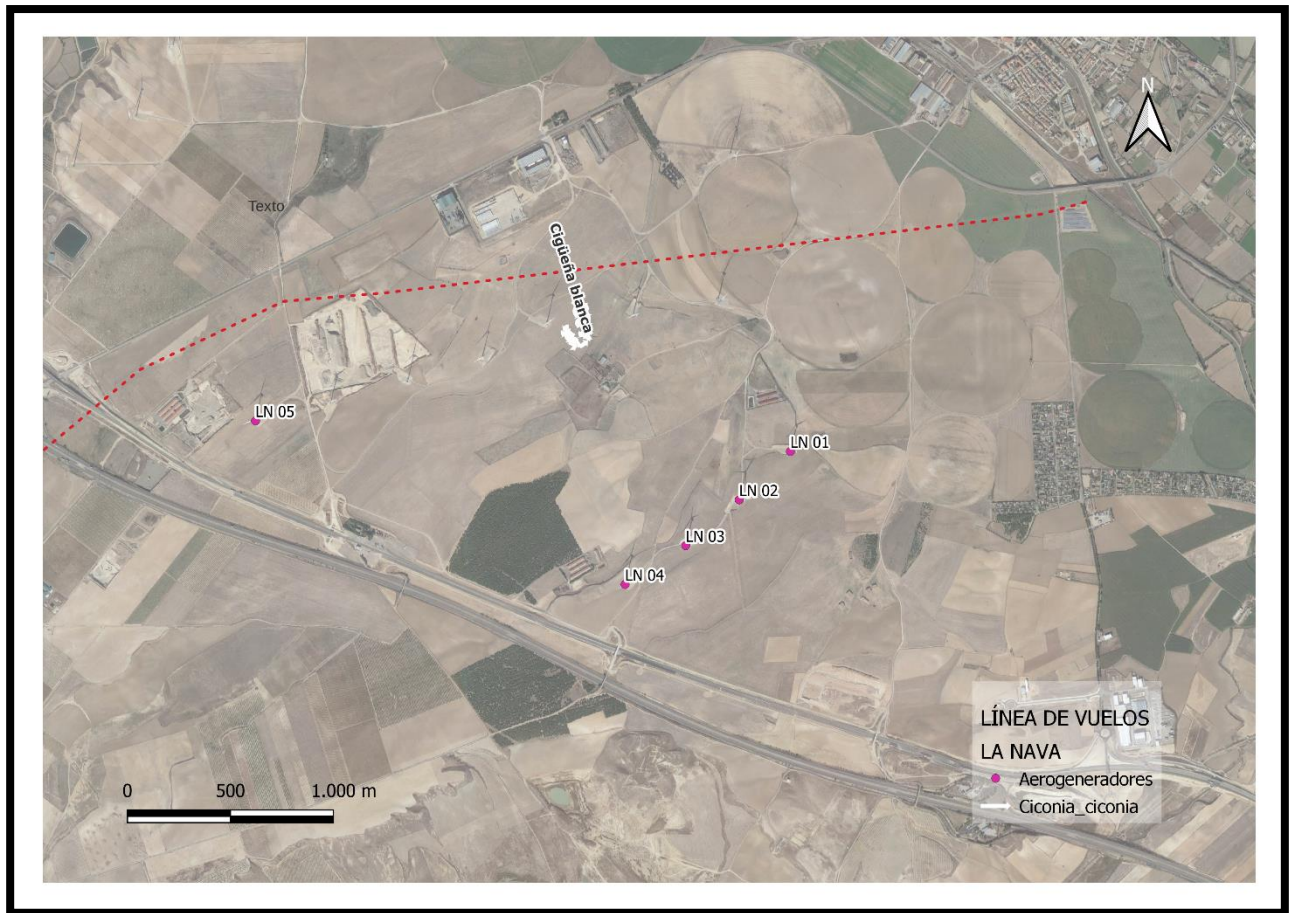 N
Texto
Cigüeña blanca
LN 05
LN 01
LN 02
LN 03
LN 04
LÍNEA DE VUELOS
LA NAVA
Aerogeneradores
Ciconia_ciconia
0 500 1.000 m